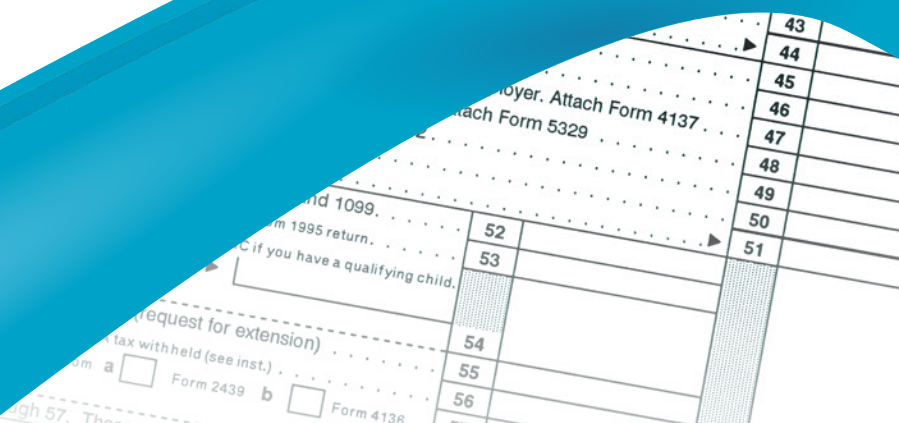 43
44
45
oyer. Attach Form 4137 46
tach Form 5329 47
48
49
50
51
nd 1099. 52
1995 return. 53
if you have a qualifying child.
request for extension) 54
tax withheld (see inst.) 55
a Form 2439 b Form 4136 56
57.